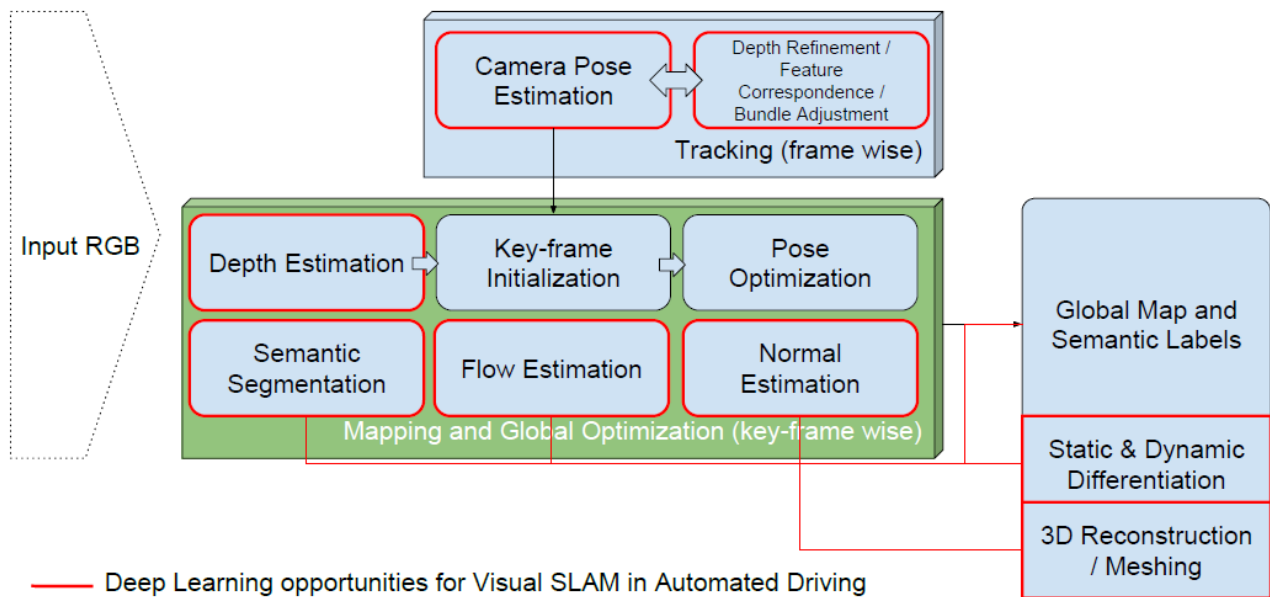 Input RGB
Camera Pose
Estimation
Depth Refinement /
Feature
Correspondence /
Bundle Adjustment
Tracking (frame wise)
Depth Estimation
Key-frame
Initialization
Pose
Optimization
Semantic
Segmentation
Flow Estimation
Normal
Estimation
Mapping and Global Optimization (key-frame wise)
Global Map and
Semantic Labels
Static & Dynamic
Differentiation
3D Reconstruction
/ Meshing
Deep Learning opportunities for Visual SLAM in Automated Driving